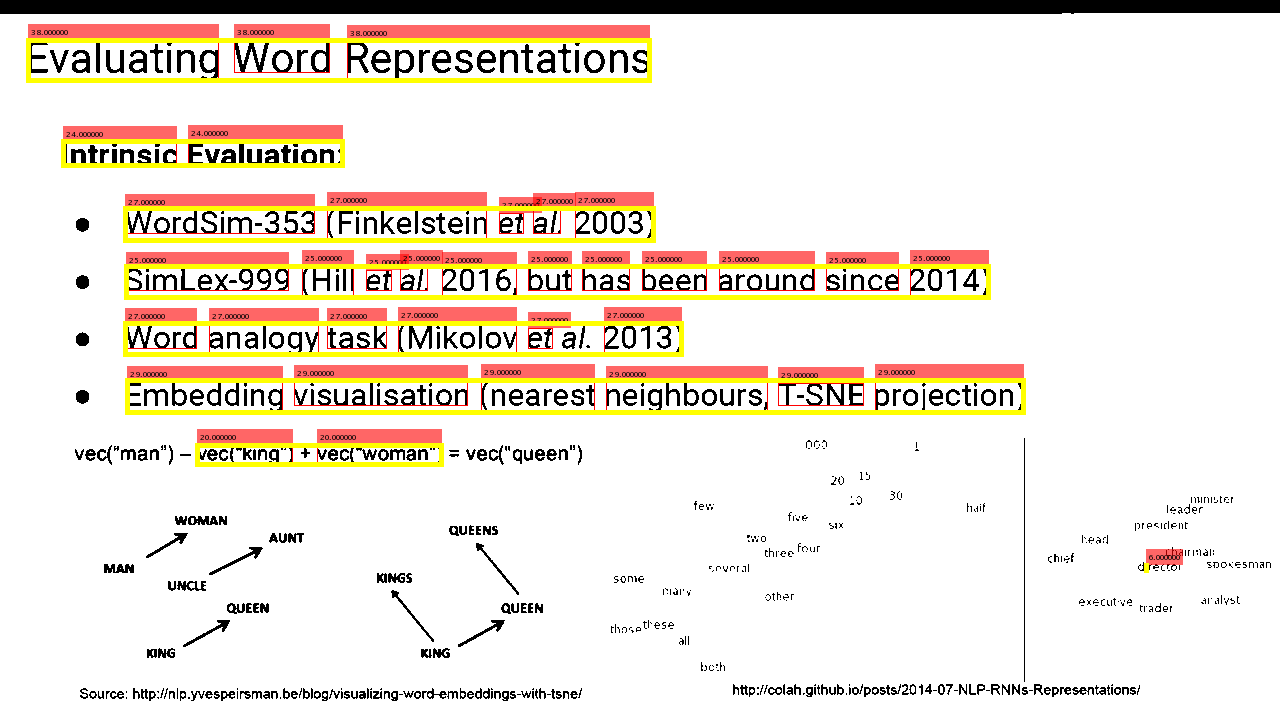 Evaluating Word Representations
Intrinsic Evaluation:
● WordSim-353 (Finkelstein et al. 2003)
● SimLex-999 (Hill et al. 2016, but has been around since 2014)
● Word analogy task (Mikolov et al. 2013)
● Embedding visualisation (nearest neighbours, T-SNE projection)
vec("man") – vec("king") + vec("woman") = vec("queen")
WOMAN
AUNT
MAN
UNCLE
QUEEN
KING
QUEENS
KINGS
QUEEN
KING
000 1
20 15
10 30
few
half
five
six
two
three four
several
some
many
other
those these
all
both
minister
leader
president
head
chairman
chief
director
spokesman
executive
trader
analyst
Source: http://nlp.yvespeirsman.be/blog/visualizing-word-embeddings-with-tsne/
http://colah.github.io/posts/2014-07-NLP-RNNs-Representations/
38.000000 38.000000 38.000000
24.000000 24.000000
27.000000 27.000000 27.000000 27.000000 27.000000
25.000000 25.000000 25.000000 25.000000 25.000000 25.000000 25.000000 25.000000 25.000000 25.000000 25.000000
27.000000 27.000000 27.000000 27.000000 27.000000 27.000000
29.000000 29.000000 29.000000 29.000000 29.000000 29.000000
20.000000 20.000000
6.000000